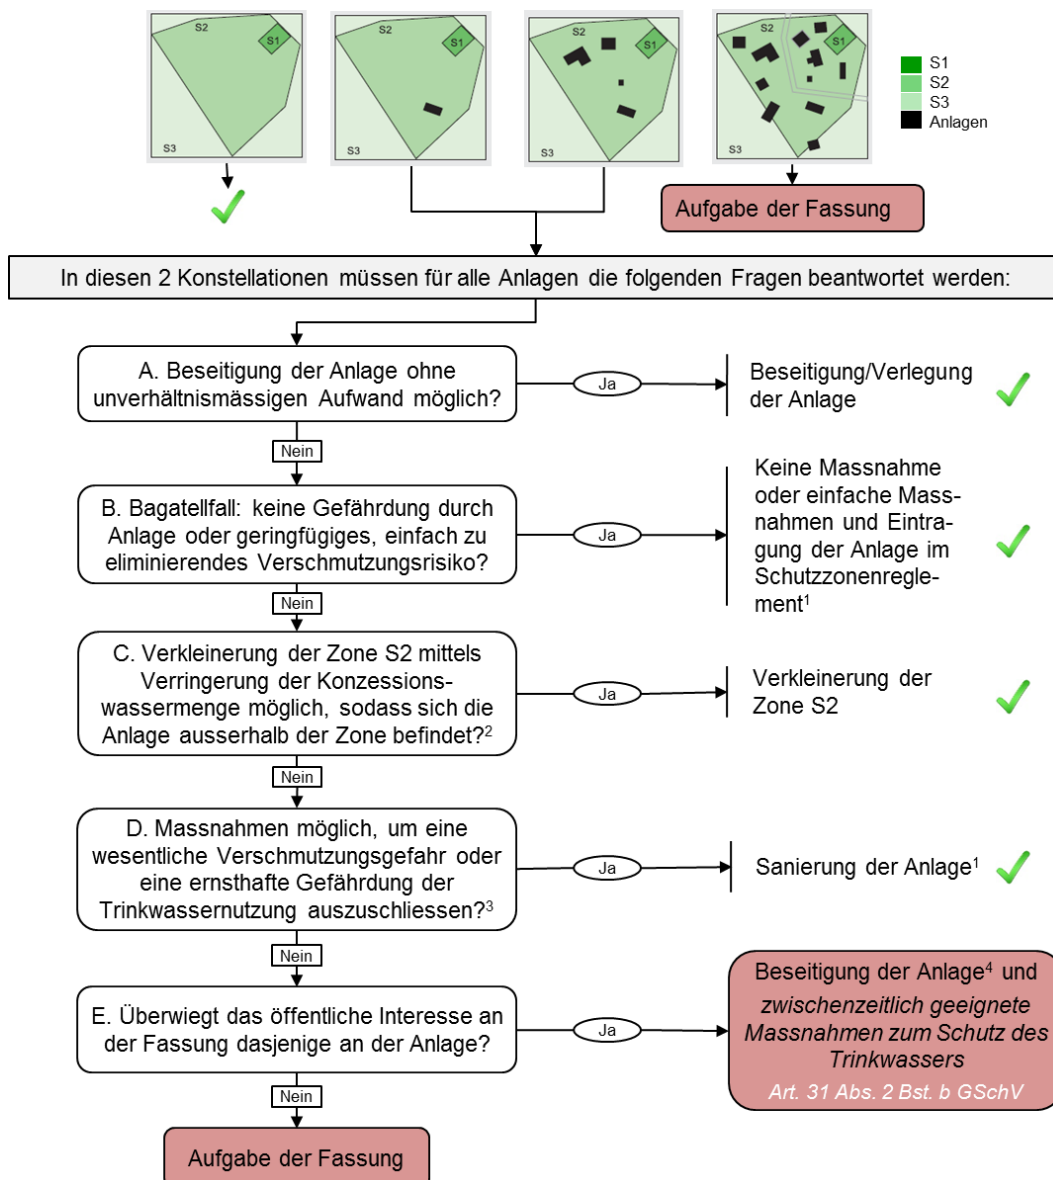 S2
S1
S3
S2
S1
S3
S2
S1
S3
S2
S1
S3
S1
S2
S3
Anlagen
Aufgabe der Fassung
In diesen 2 Konstellationen müssen für alle Anlagen die folgenden Fragen beantwortet werden:
A. Beseitigung der Anlage ohne
unverhältnismässigen Aufwand möglich?
Ja
Beseitigung/Verlegung
der Anlage
Nein
B. Bagatellfall: keine Gefährdung durch
Anlage oder geringfügiges, einfach zu
eliminierendes Verschmutzungsrisiko?
Ja
Keine Massnahme
oder einfache Mass-
nahmen und Eintra-
gung der Anlage im
Schutzzonenregle-
ment¹
Nein
C. Verkleinerung der Zone S2 mittels
Verringerung der Konzessions-
wassermenge möglich, sodass sich die
Anlage ausserhalb der Zone befindet?²
Ja
Verkleinerung der
Zone S2
Nein
D. Massnahmen möglich, um eine
wesentliche Verschmutzungsgefahr oder
eine ernsthafte Gefährdung der
Trinkwassernutzung auszuschliessen?³
Ja
Sanierung der Anlage¹
Nein
E. Überwiegt das öffentliche Interesse an
der Fassung dasjenige an der Anlage?
Ja
Beseitigung der Anlage⁴ und
zwischenzeitlich geeignete
Massnahmen zum Schutz des
Trinkwassers
Art. 31 Abs. 2 Bst. b GSchV
Nein
Aufgabe der Fassung